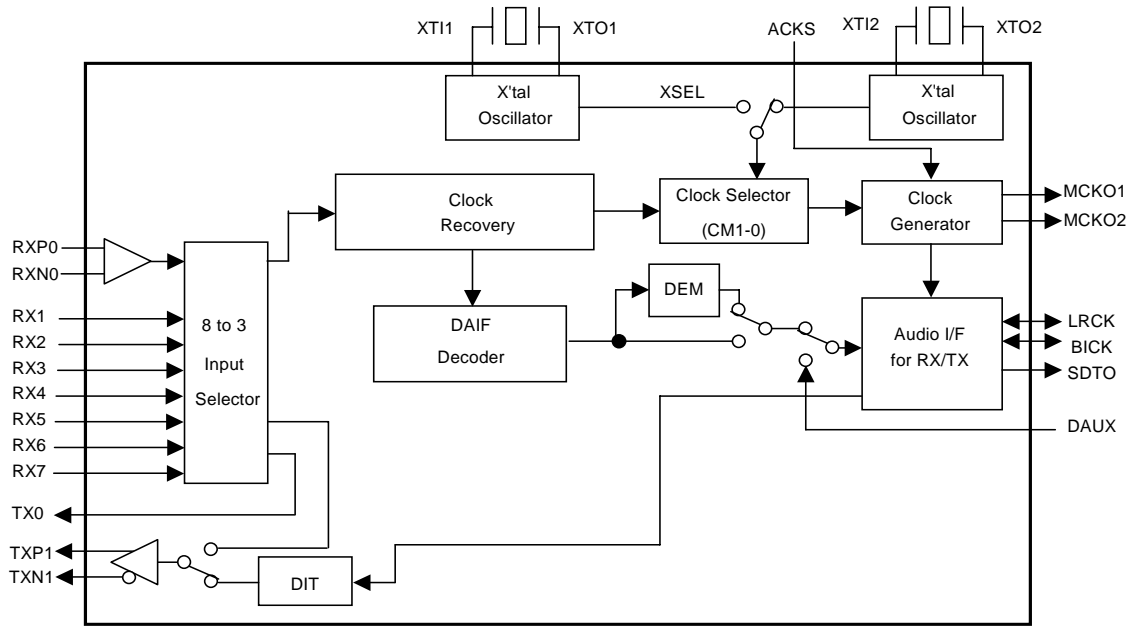 XTI1
XTO1
ACKS
XTI2
XTO2
X'tal
Oscillator
XSEL
X'tal
Oscillator
Clock
Recovery
Clock Selector
(CM1-0)
Clock
Generator
MCKO1
MCKO2
RXP0
RXN0
RX1
RX2
RX3
RX4
RX5
RX6
RX7
8 to 3
Input
Selector
DAIF
Decoder
DEM
Audio I/F
for RX/TX
LRCK
BICK
SDTO
DAUX
TX0
TXP1
TXN1
DIT